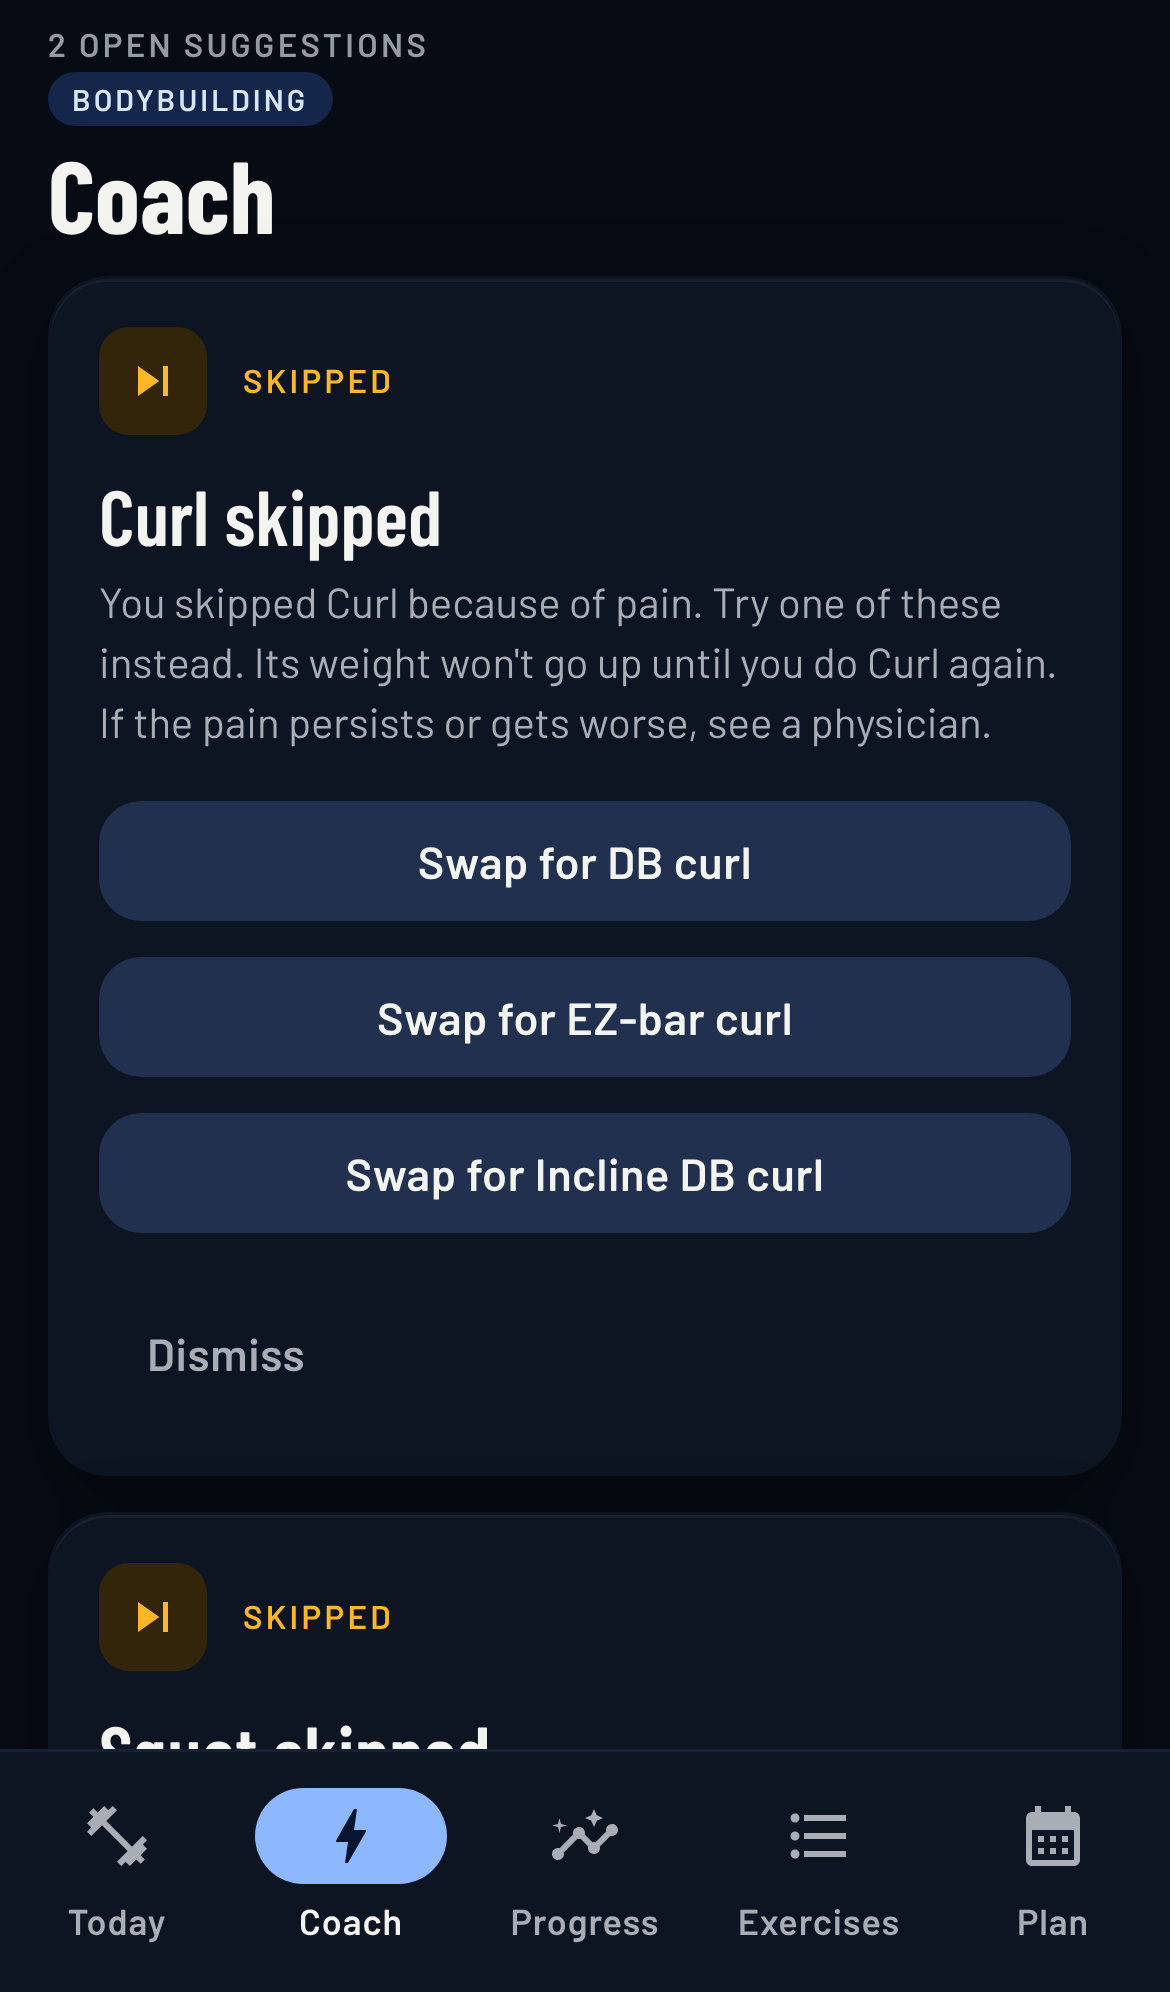 2 OPEN SUGGESTIONS
BODYBUILDING
Coach
SKIPPED
Curl skipped
You skipped Curl because of pain. Try one of these
instead. Its weight won't go up until you do Curl again.
If the pain persists or gets worse, see a physician.
Swap for DB curl
Swap for EZ-bar curl
Swap for Incline DB curl
Dismiss
SKIPPED
Squat skipped
Today
Coach
Progress
Exercises
Plan